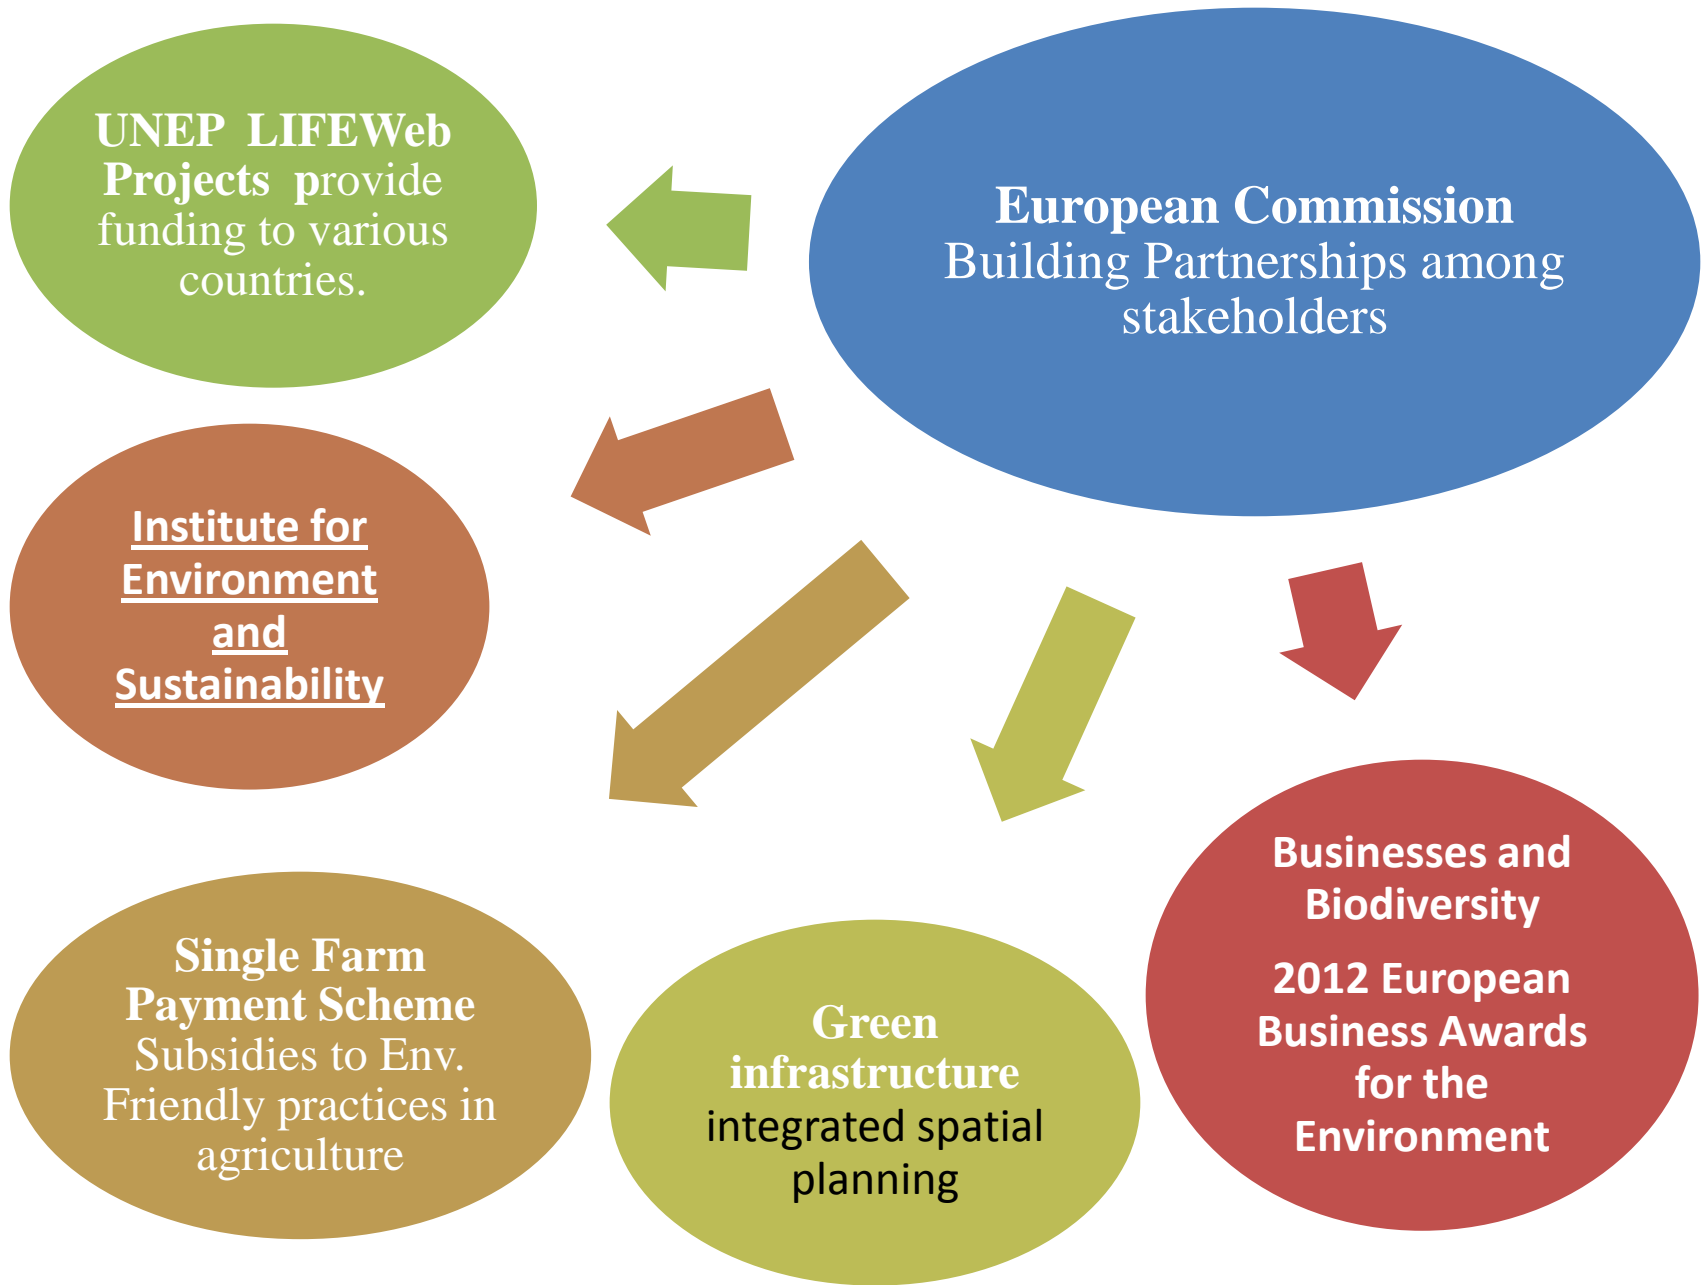 UNEP LIFEWeb
Projects provide
funding to various
countries.
European Commission
Building Partnerships among
stakeholders
Institute for
Environment
and
Sustainability
Single Farm
Payment Scheme
Subsidies to Env.
Friendly practices in
agriculture
Green
infrastructure
integrated spatial
planning
Businesses and
Biodiversity
2012 European
Business Awards
for the
Environment